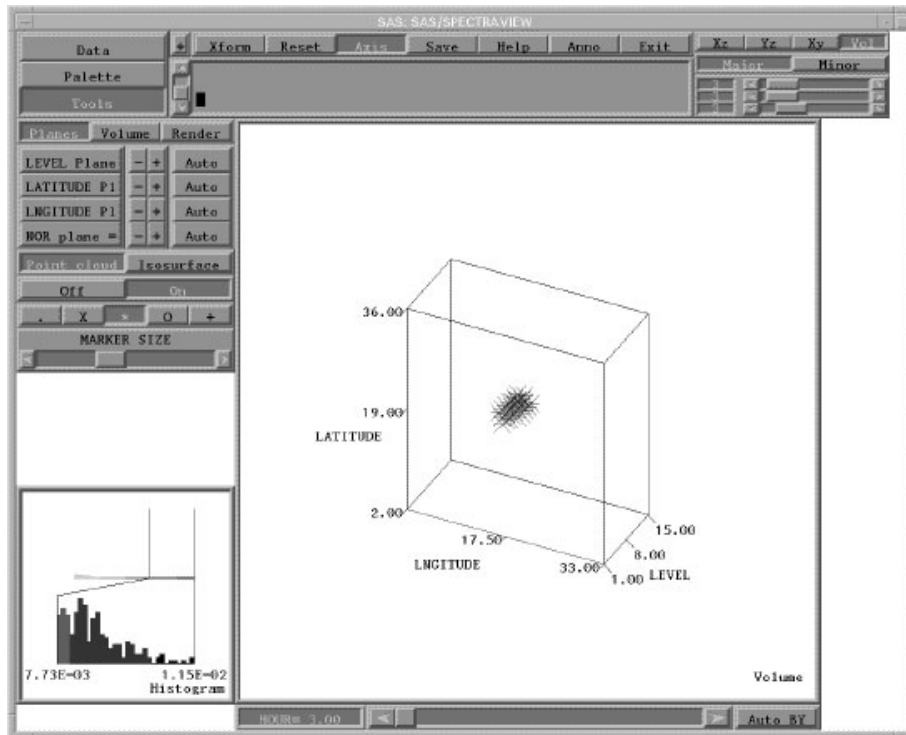 SAS: SAS/SPECTRAVIEW
Data
+ Xform Reset Axis Save Help Anno Exit
Xz Yz Xy Vol
Palette
Major Minor
Tools
Planes Volume Render
LEVEL Plane - + Auto
LATITUDE Pl - + Auto
LNGITUDE Pl - + Auto
NOR plane = - + Auto
Point cloud Isosurface
Off On
. X * O +
MARKER SIZE
36.00
19.00
LATITUDE
2.00
17.50
LNGITUDE
33.00
1.00
LEVEL
8.00
15.00
7.73E-03 1.15E-02
Histogram
Volume
HOUR= 3.00
Auto BY